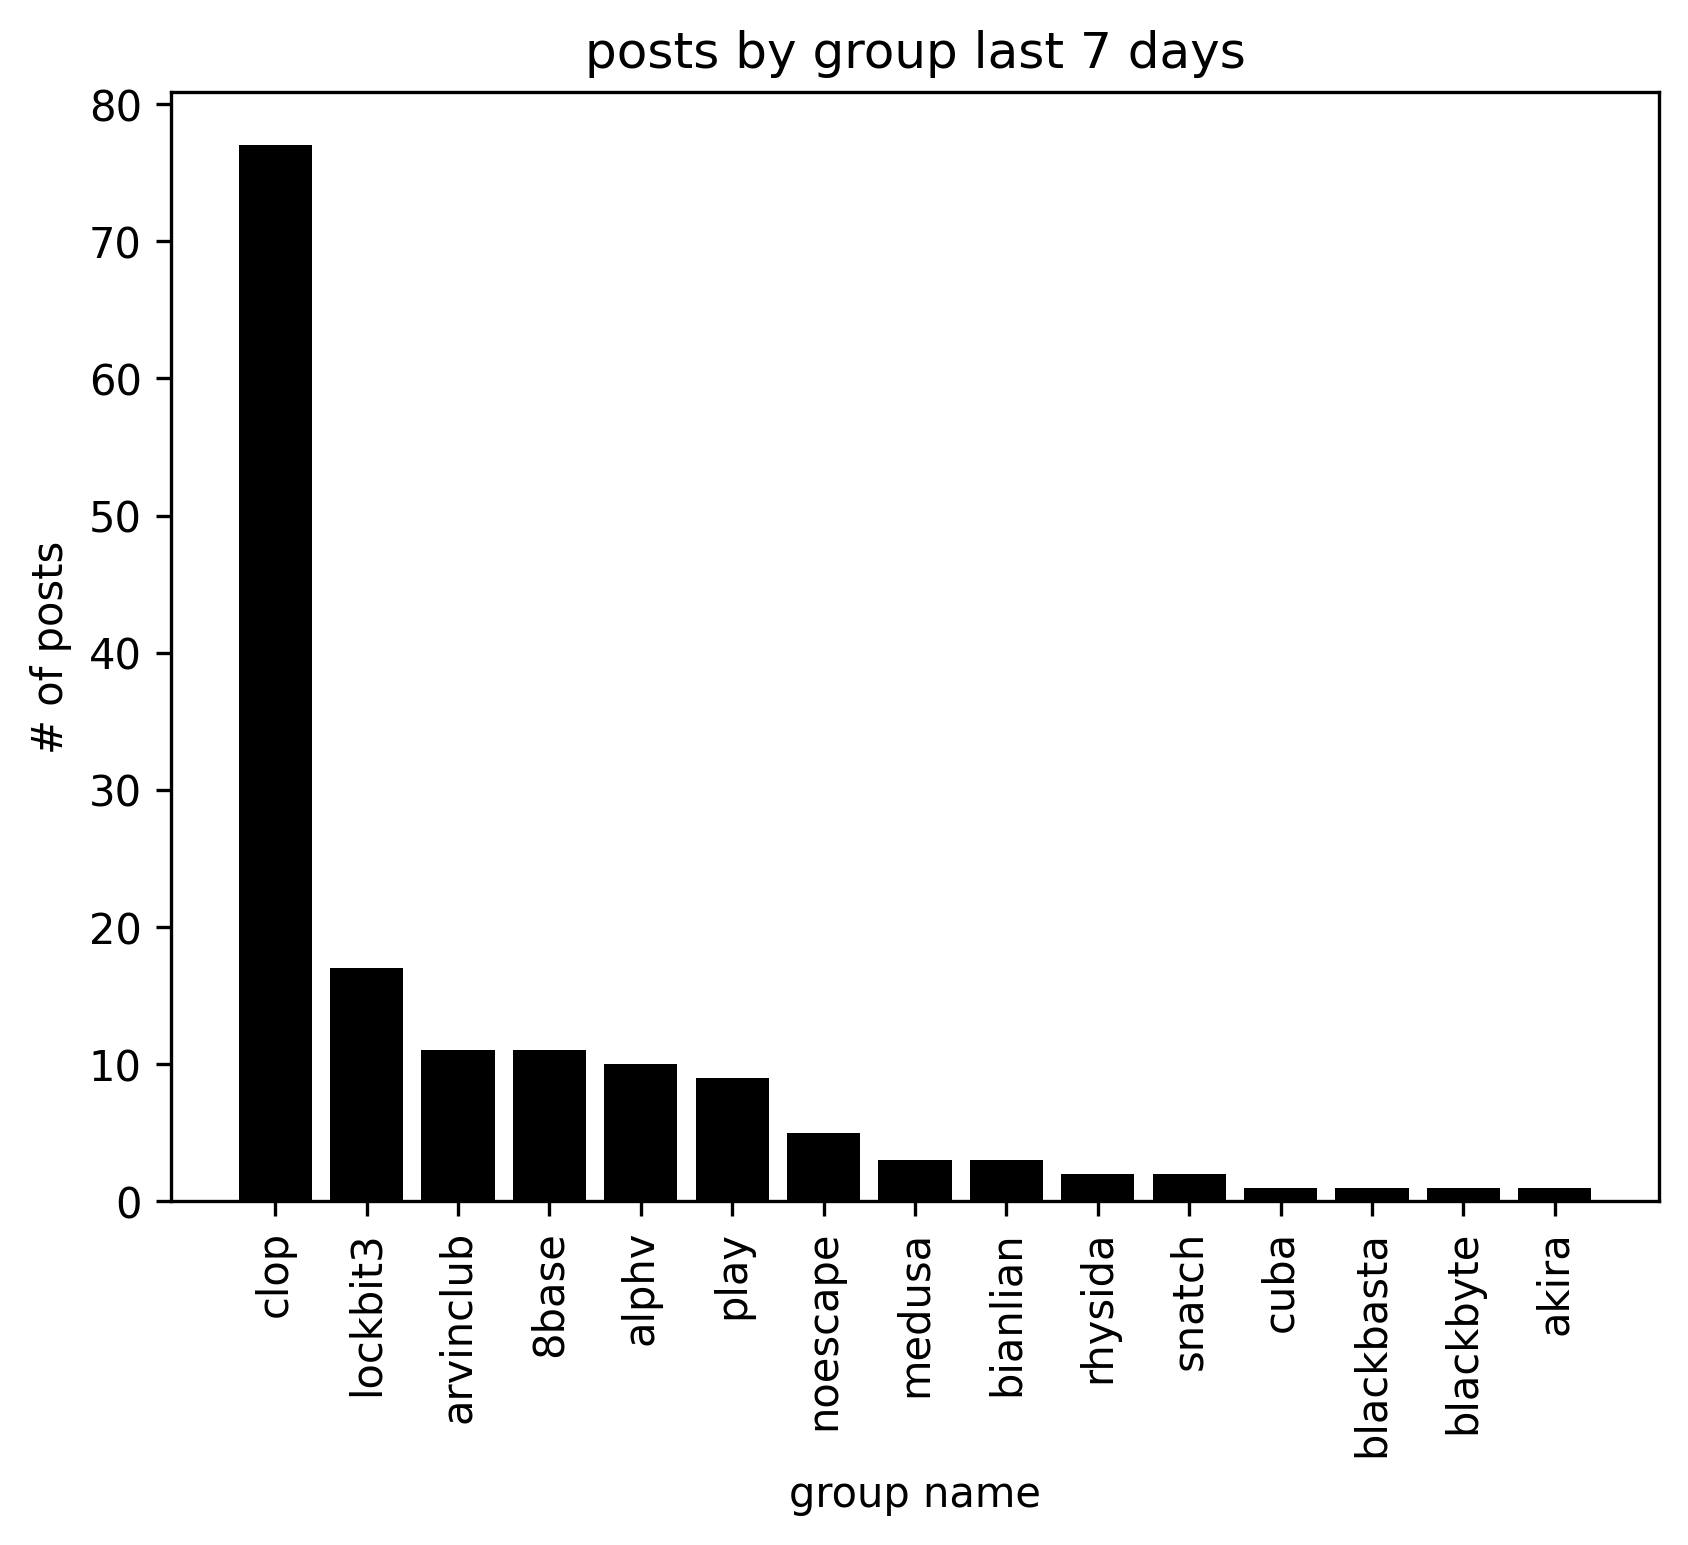 posts by group last 7 days
80
70
60
50
40
30
20
10
0
# of posts
clop
lockbit3
arvinclub
8base
alphv
play
noescape
medusa
bianlian
rhysida
snatch
cuba
blackbasta
blackbyte
akira
group name